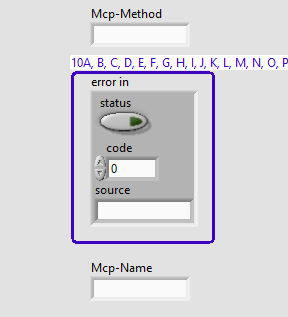 Mcp-Method
10A, B, C, D, E, F, G, H, I, J, K, L, M, N, O, P
error in
status
code
0
source
Mcp-Name